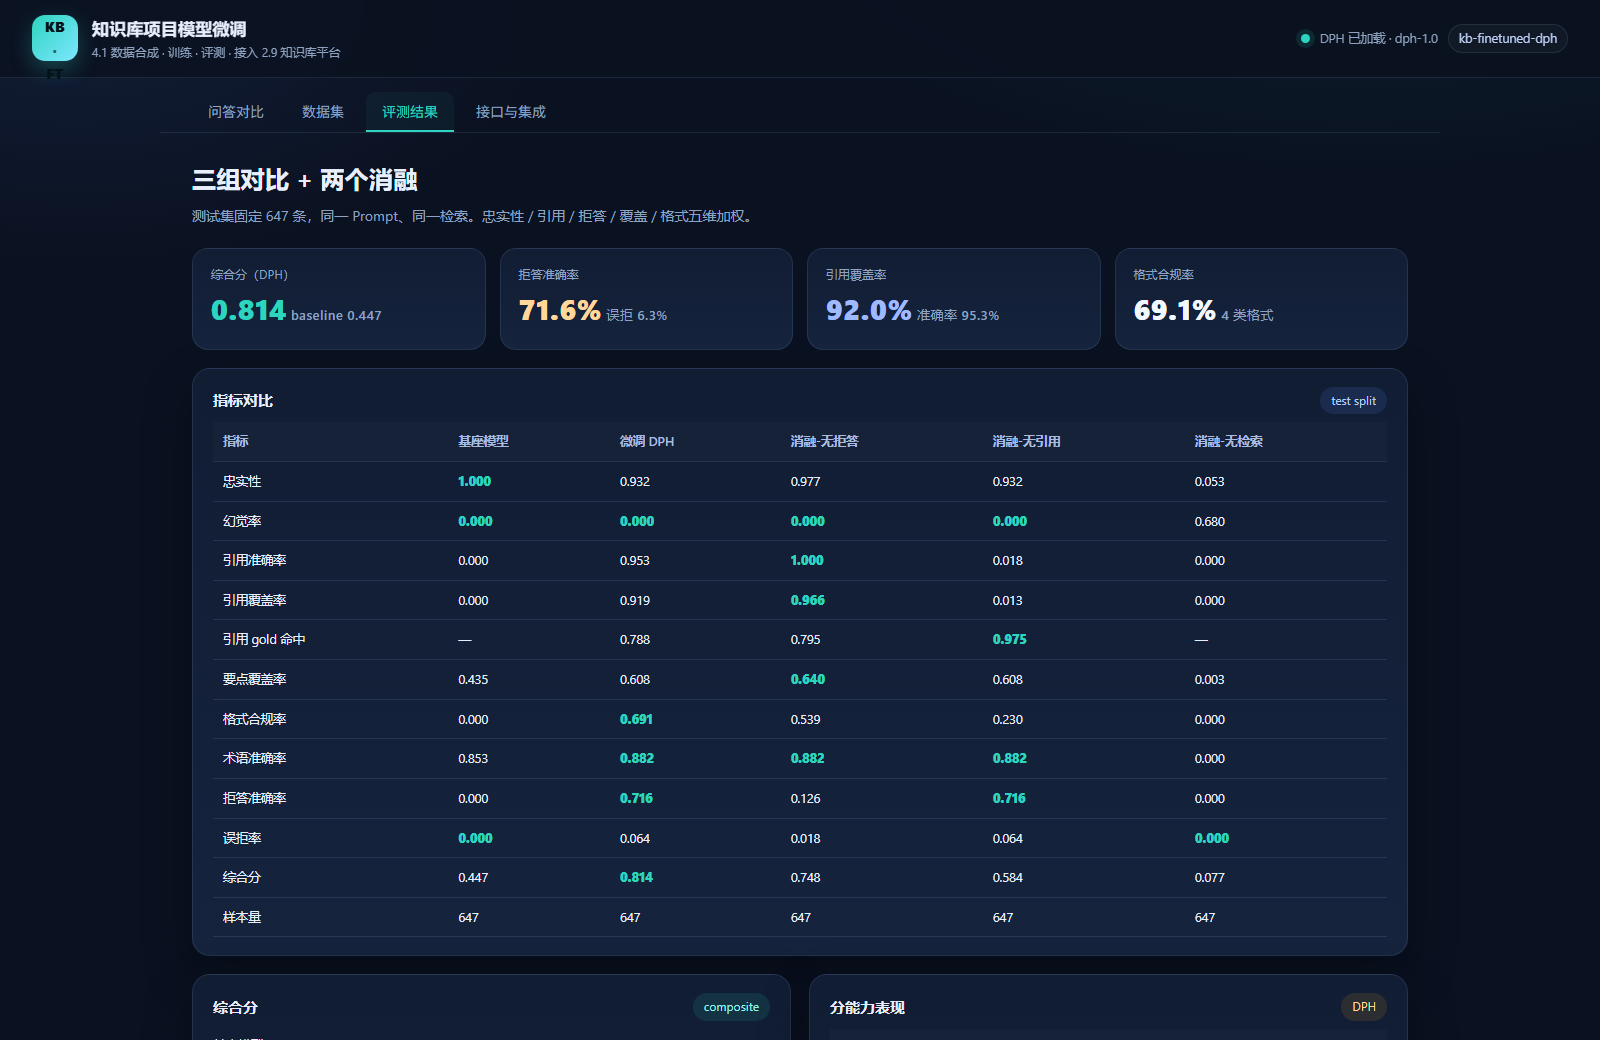 KB
·
FT
知识库项目模型微调
4.1 数据合成 · 训练 · 评测 · 接入 2.9 知识库平台
DPH 已加载 · dph-1.0
kb-finetuned-dph
问答对比 数据集 评测结果 接口与集成
三组对比 + 两个消融
测试集固定 647 条，同一 Prompt、同一检索。忠实性 / 引用 / 拒答 / 覆盖 / 格式五维加权。
综合分（DPH）
0.814 baseline 0.447
拒答准确率
71.6% 误拒 6.3%
引用覆盖率
92.0% 准确率 95.3%
格式合规率
69.1% 4 类格式
指标对比
test split
指标 基座模型 微调 DPH 消融-无拒答 消融-无引用 消融-无检索
忠实性 1.000 0.932 0.977 0.932 0.053
幻觉率 0.000 0.000 0.000 0.000 0.680
引用准确率 0.000 0.953 1.000 0.018 0.000
引用覆盖率 0.000 0.919 0.966 0.013 0.000
引用 gold 命中 — 0.788 0.795 0.975 —
要点覆盖率 0.435 0.608 0.640 0.608 0.003
格式合规率 0.000 0.691 0.539 0.230 0.000
术语准确率 0.853 0.882 0.882 0.882 0.000
拒答准确率 0.000 0.716 0.126 0.716 0.000
误拒率 0.000 0.064 0.018 0.064 0.000
综合分 0.447 0.814 0.748 0.584 0.077
样本量 647 647 647 647 647
综合分
composite
分能力表现
DPH